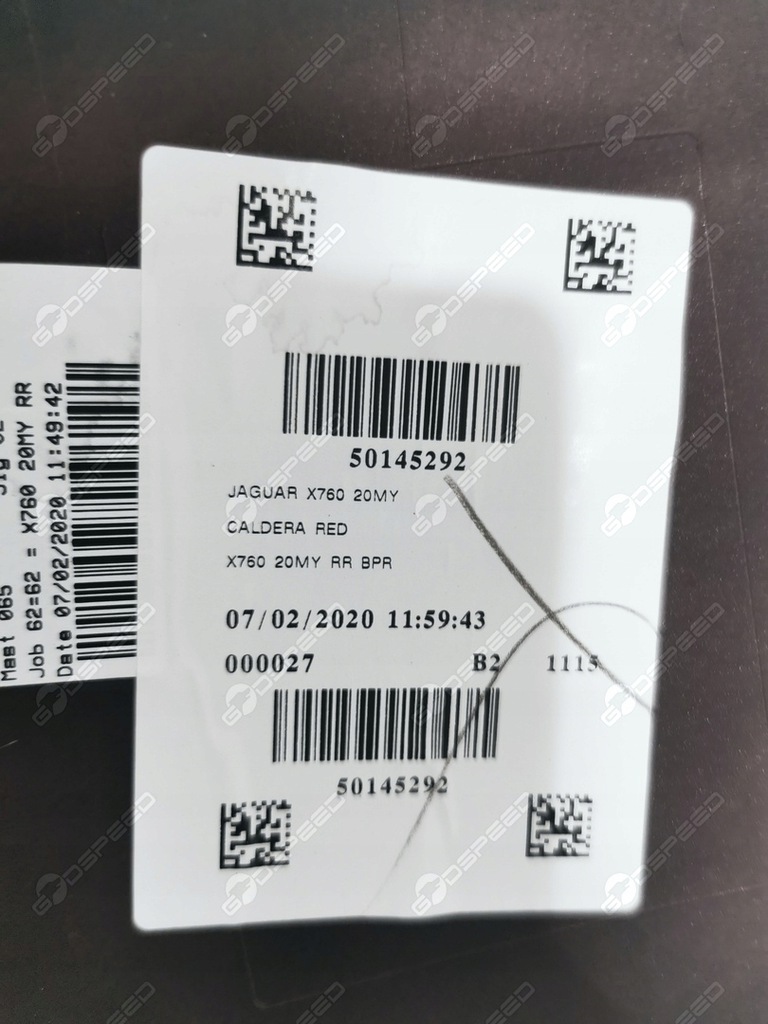 50145292
JAGUAR X760 20MY
CALDERA RED
X760 20MY RR BPR
07/02/2020 11:59:43
000027 B2 1115
50145292
Mast 065
Job 62=62 = X760 20MY RR
Date 07/02/2020 11:49:42
GODSPEED